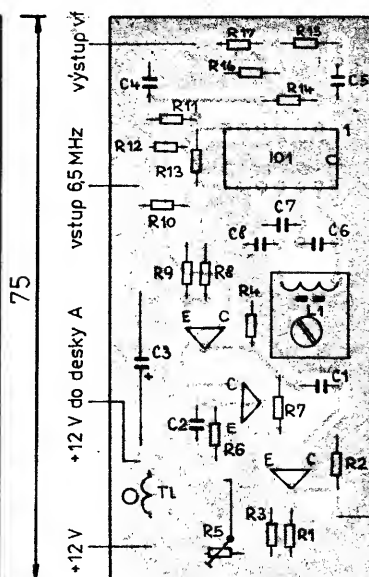 výstup vf
vstup 6,5 MHz
75
+12 V do desky A
+12 V
R17
R15
R16
C4
R14
C5
R11
R12
R13
IO1
1
R10
C7
C8
C6
R9
R8
R4
E
C
L1
C3
+
C
C1
C2
E
R7
R6
E
C
R2
TL
R5
R3
R1